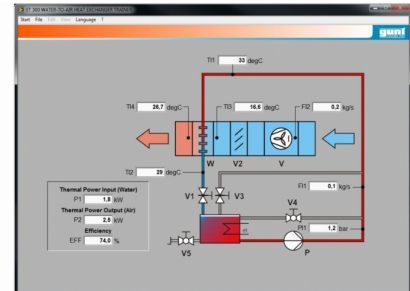 ET 300 WATER-TO-AIR HEAT EXCHANGER TRAINER
Start File Edit View Language ?
gunt
TI1 33 degC
TI4 26,7 degC TI3 16,6 degC FI2 0,2 kg/s
W V2 V
TI2 29 degC
Thermal Power Input (Water)
P1 1,8 kW
Thermal Power Output (Air)
P2 2,5 kW
Efficiency
EFF 74,0 %
V1 V3
FI1 0,1 kg/s
V4
el.
PI1 1,2 bar
V5 P